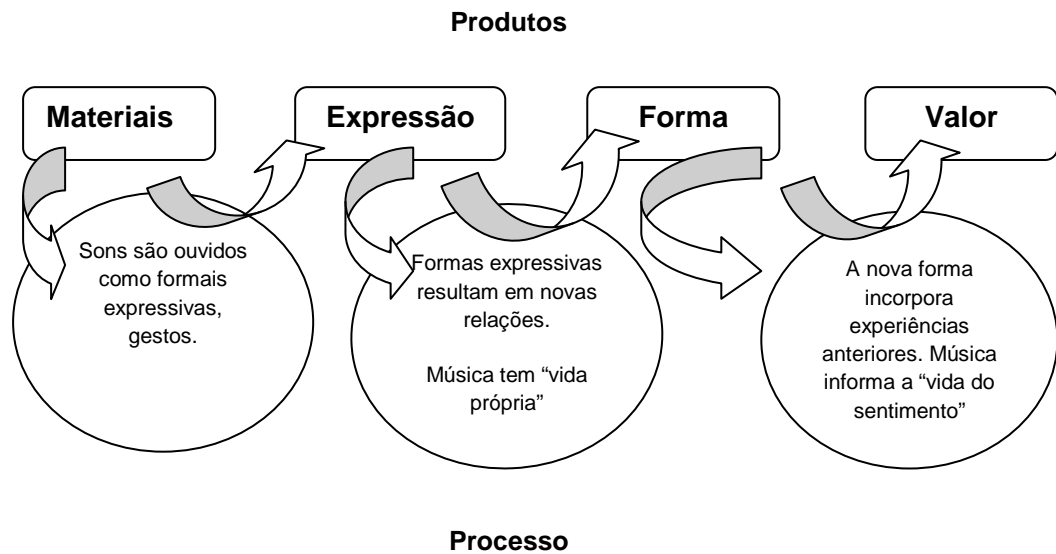 Produtos
Materiais
Expressão
Forma
Valor
Sons são ouvidos
como formais
expressivas,
gestos.
Formas expressivas
resultam em novas
relações.
Música tem “vida
própria”
A nova forma
incorpora
experiências
anteriores. Música
informa a “vida do
sentimento”
Processo